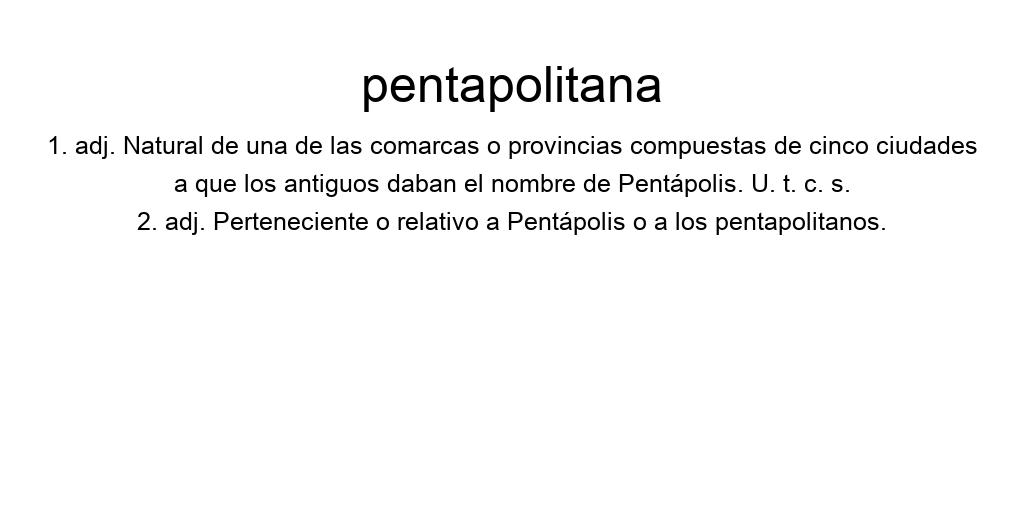 pentapolitana
1. adj. Natural de una de las comarcas o provincias compuestas de cinco ciudades
a que los antiguos daban el nombre de Pentápolis. U. t. c. s.
2. adj. Perteneciente o relativo a Pentápolis o a los pentapolitanos.